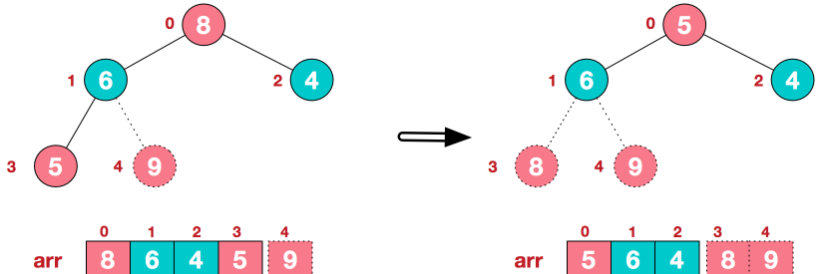 0 8 0 5
1 6 2 4 1 6 2 4
3 5 4 9 3 8 4 9
0 1 2 3 4 0 1 2 3 4
arr 8 6 4 5 9 arr 5 6 4 8 9